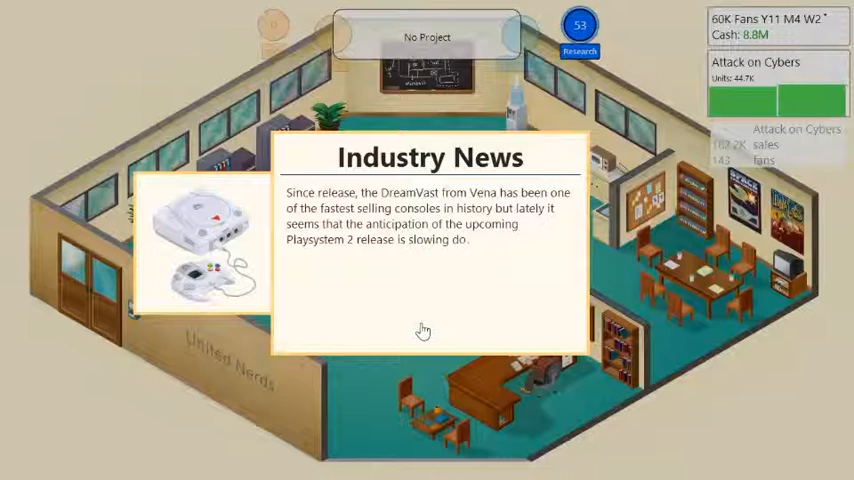 No Project
53
Research
60K Fans Y11 M4 W2
Cash: 8.8M
Attack on Cybers
Units: 44.7K
Attack on Cybers
sales
143 fans
Industry News
Since release, the DreamVast from Vena has been one
of the fastest selling consoles in history but lately it
seems that the anticipation of the upcoming
Playsystem 2 release is slowing do.
United Nerds
SPACE